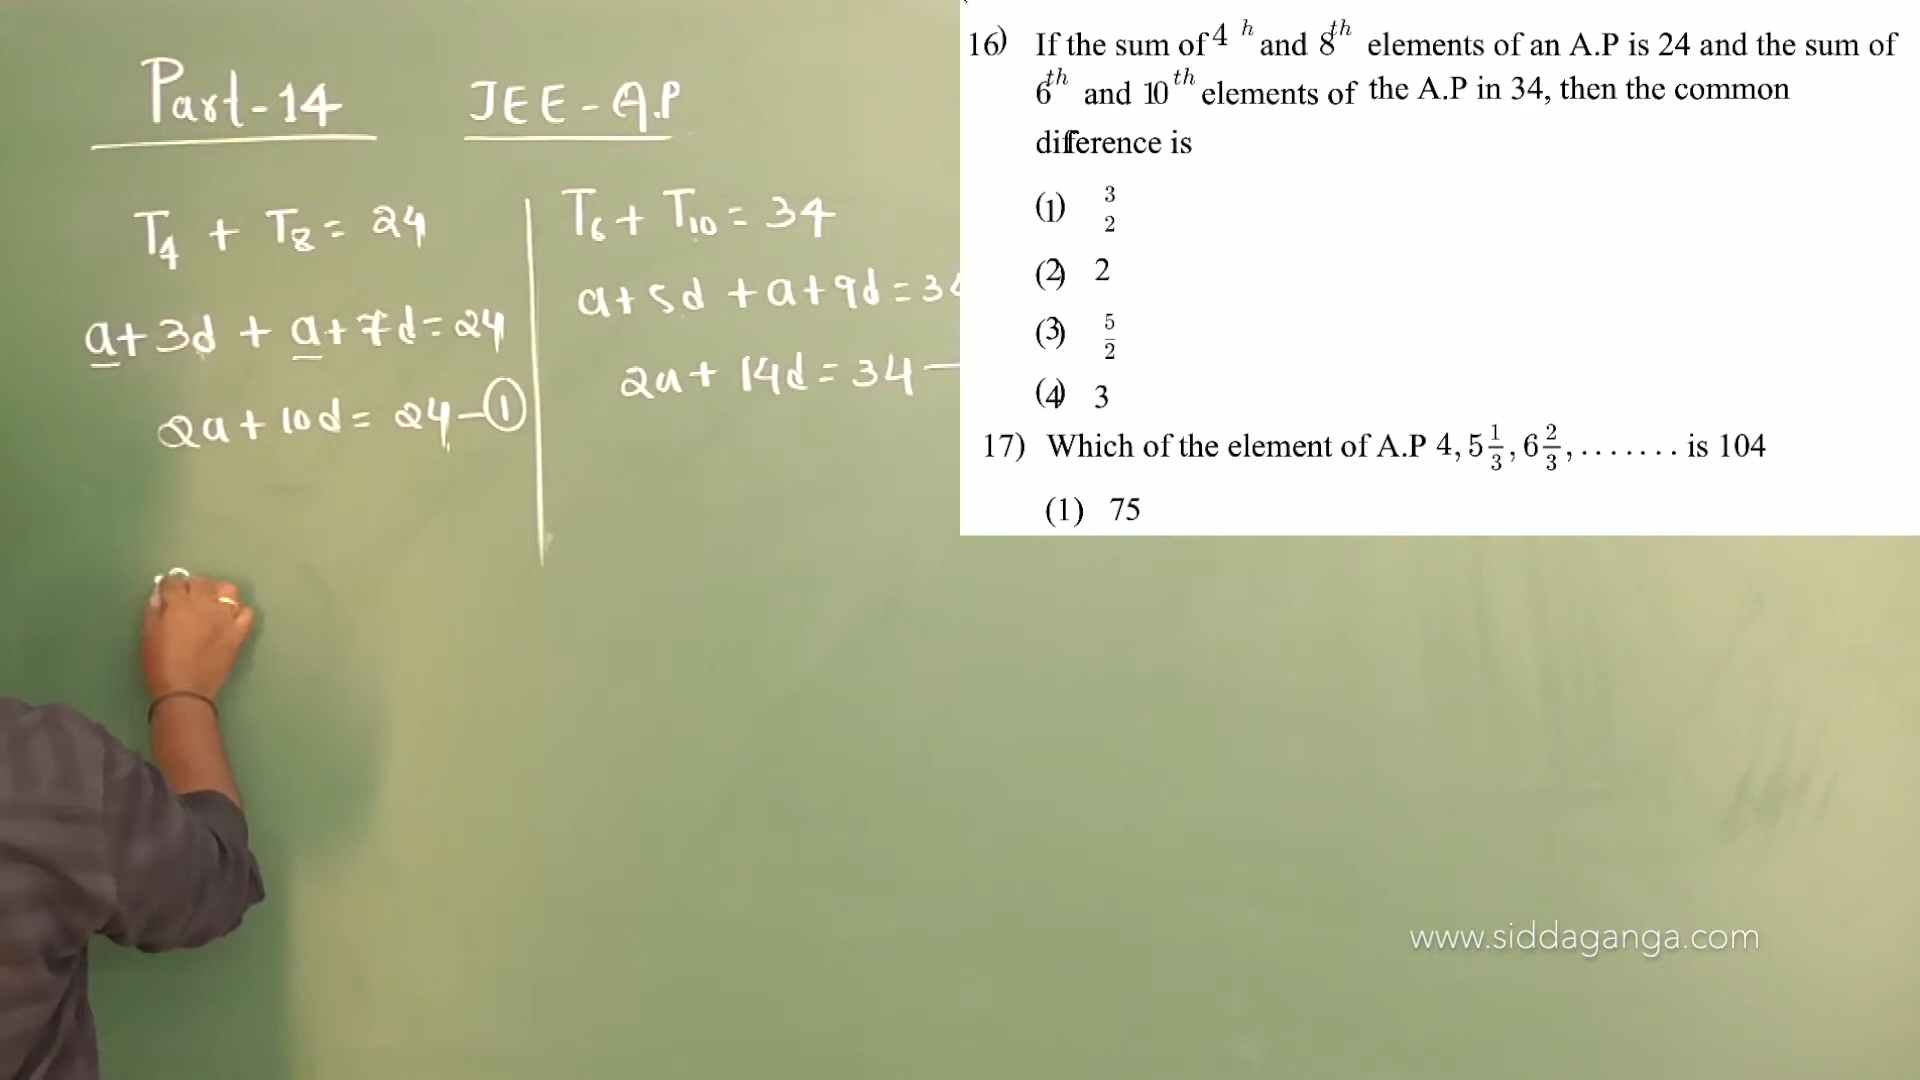 Part-14 JEE-A.P
T₄ + T₈ = 24
a+3d + a+7d=24
2a+10d=24-①
T₆ + T₁₀ = 34
a+5d +a+9d=34
2a+ 14d=34-
16) If the sum of 4 ʰ and 8ᵗʰ elements of an A.P is 24 and the sum of
6ᵗʰ and 10ᵗʰ elements of the A.P in 34, then the common
difference is
(1) 3 2
(2) 2
(3) 5/2
(4) 3
17) Which of the element of A.P 4, 5 1/3, 6 2/3, ....... is 104
(1) 75
www.siddaganga.com